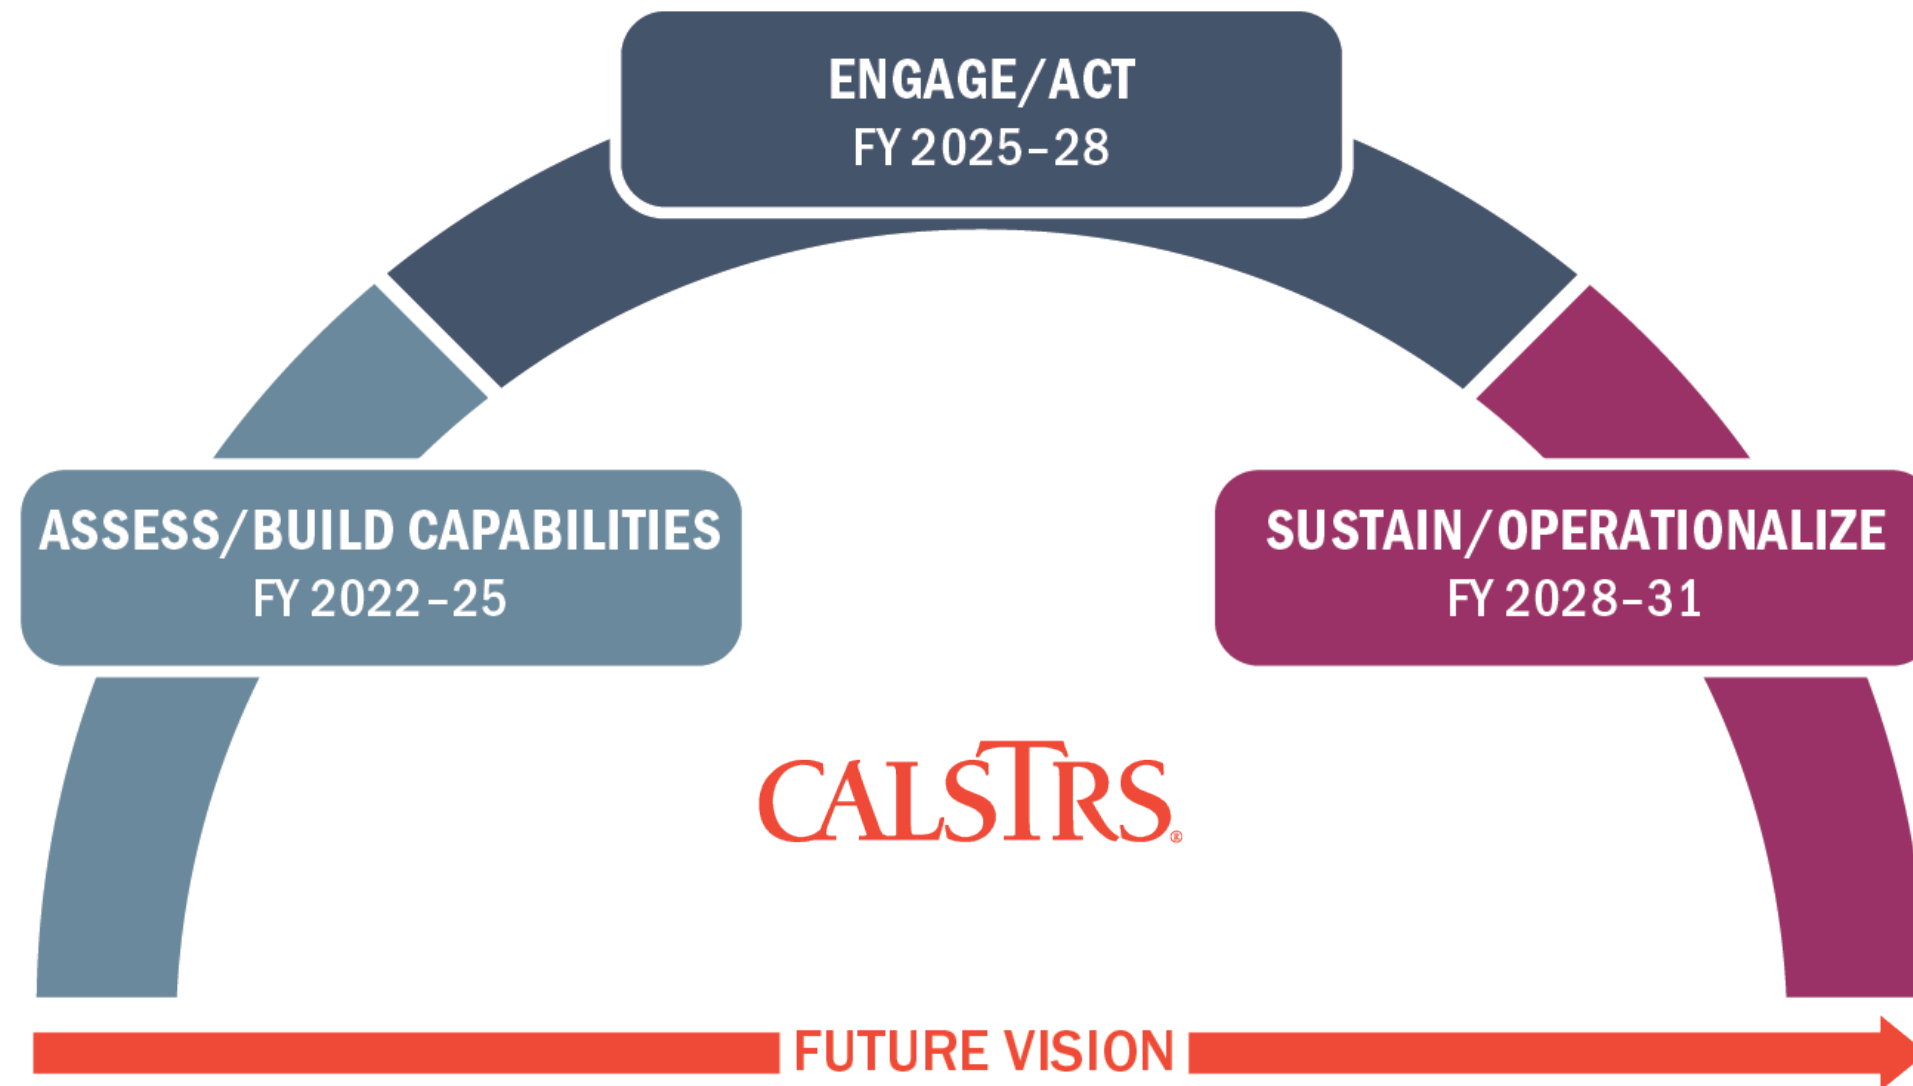 ENGAGE/ACT
FY 2025–28
ASSESS/BUILD CAPABILITIES
FY 2022–25
SUSTAIN/OPERATIONALIZE
FY 2028–31
CALSTRS®
FUTURE VISION